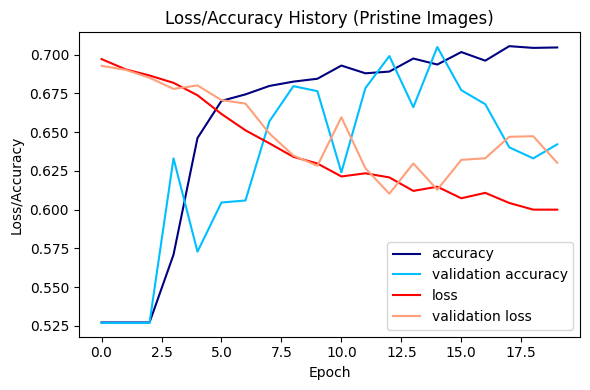 Loss/Accuracy History (Pristine Images)
Loss/Accuracy
0.700
0.675
0.650
0.625
0.600
0.575
0.550
0.525
accuracy
validation accuracy
loss
validation loss
0.0 2.5 5.0 7.5 10.0 12.5 15.0 17.5
Epoch